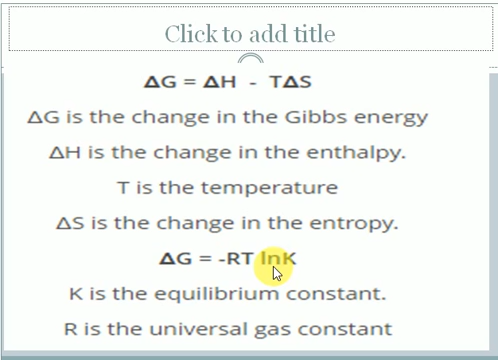 Click to add title
ΔG = ΔH - TΔS
ΔG is the change in the Gibbs energy
ΔH is the change in the enthalpy.
T is the temperature
ΔS is the change in the entropy.
ΔG = -RT lnK
K is the equilibrium constant.
R is the universal gas constant